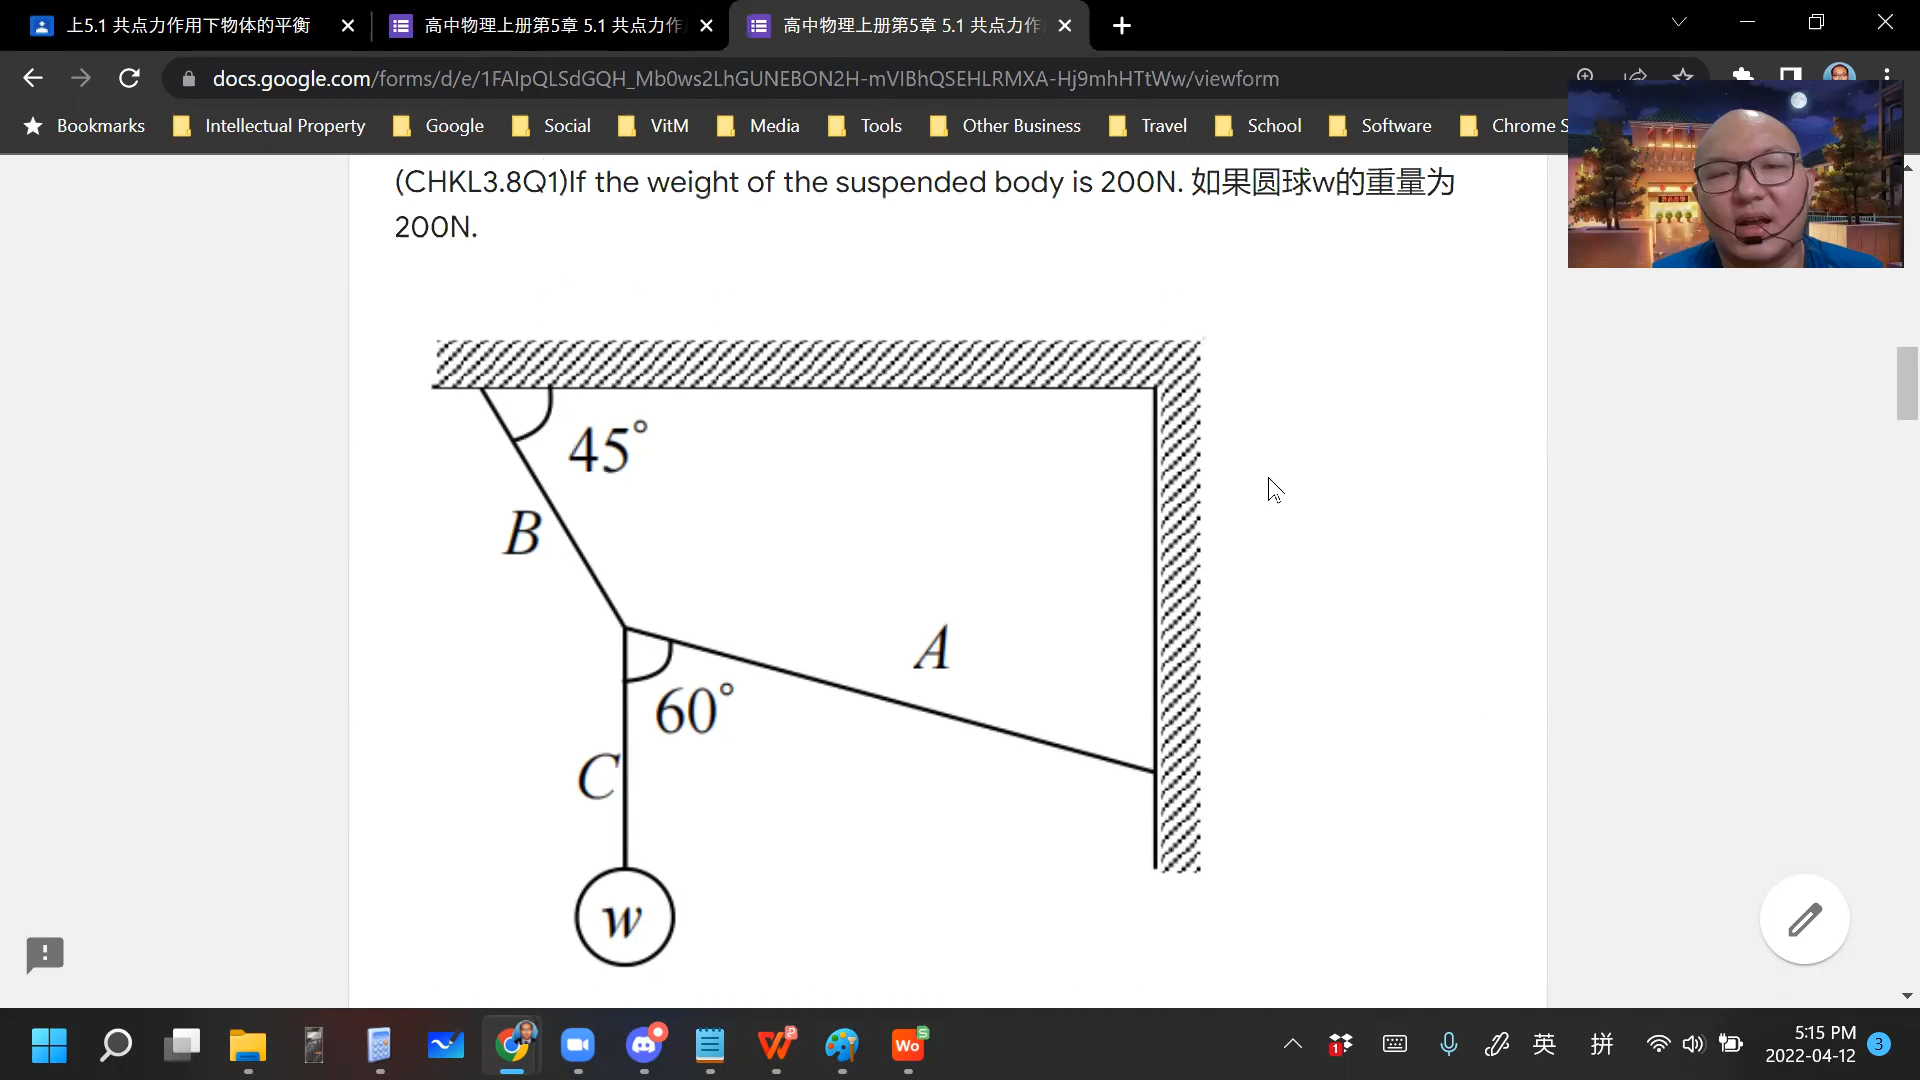 上5.1 共点力作用下物体的平衡
高中物理上册第5章 5.1 共点力作
高中物理上册第5章 5.1 共点力作
docs.google.com/forms/d/e/1FAIpQLSdGQH_Mb0ws2LhGUNEBON2H-mVIBhQSEHLRMXA-Hj9mhHTtWw/viewform
Bookmarks Intellectual Property Google Social VitM Media Tools Other Business Travel School Software Chrome S
(CHKL3.8Q1)If the weight of the suspended body is 200N. 如果圆球w的重量为
200N.
45°
B
A
60°
C
w
英 拼
5:15 PM
2022-04-12
3
1
Wo